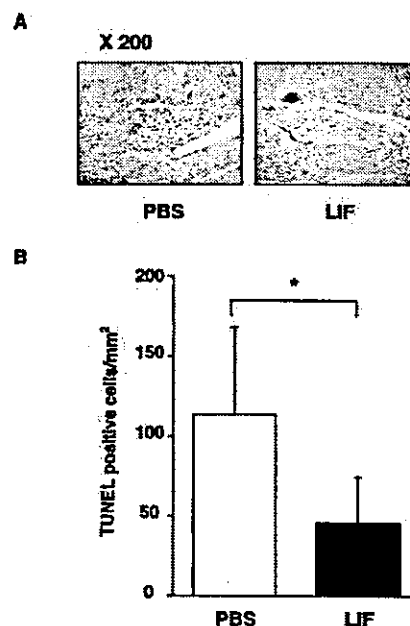 A
X 200
PBS LIF
B
TUNEL positive cells/mm²
200
150
100
50
0
*
PBS LIF